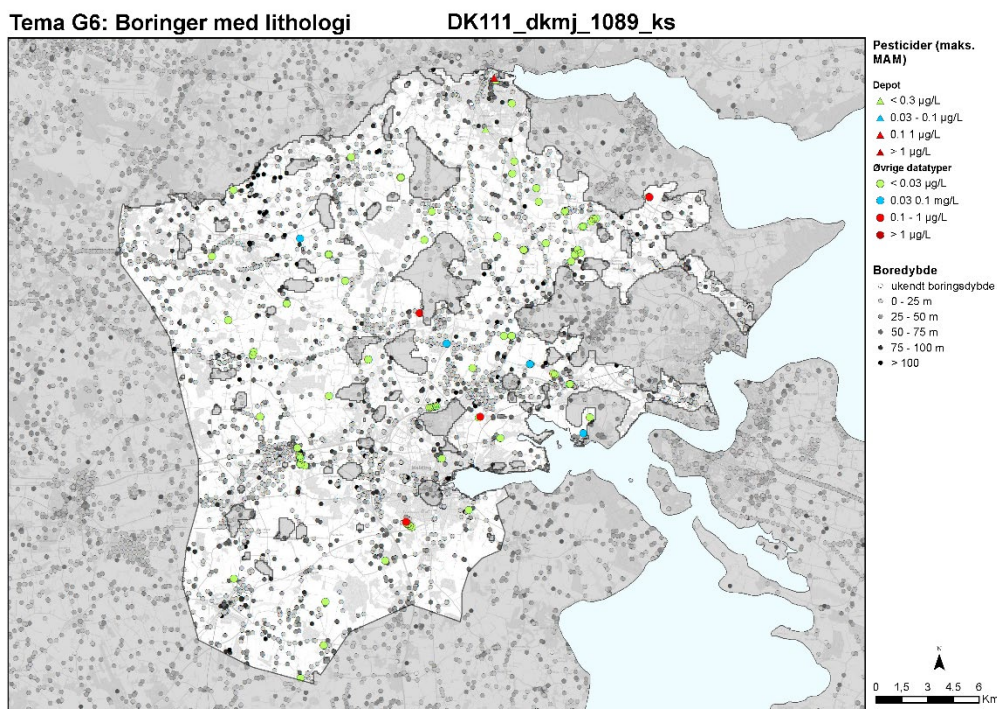 Tema G6: Boringer med lithologi
DK111_dkmj_1089_ks
Pesticider (maks.
MAM)
Depot
< 0.3 µg/L
0.03 - 0.1 µg/L
0.1 1 µg/L
> 1 µg/L
Øvrige datatyper
< 0.03 µg/L
0.03 0.1 mg/L
0.1 - 1 µg/L
> 1 µg/L
Boredybde
ukendt boringsdybde
0 - 25 m
25 - 50 m
50 - 75 m
75 - 100 m
> 100
N
0 1,5 3 4.5 6
Km